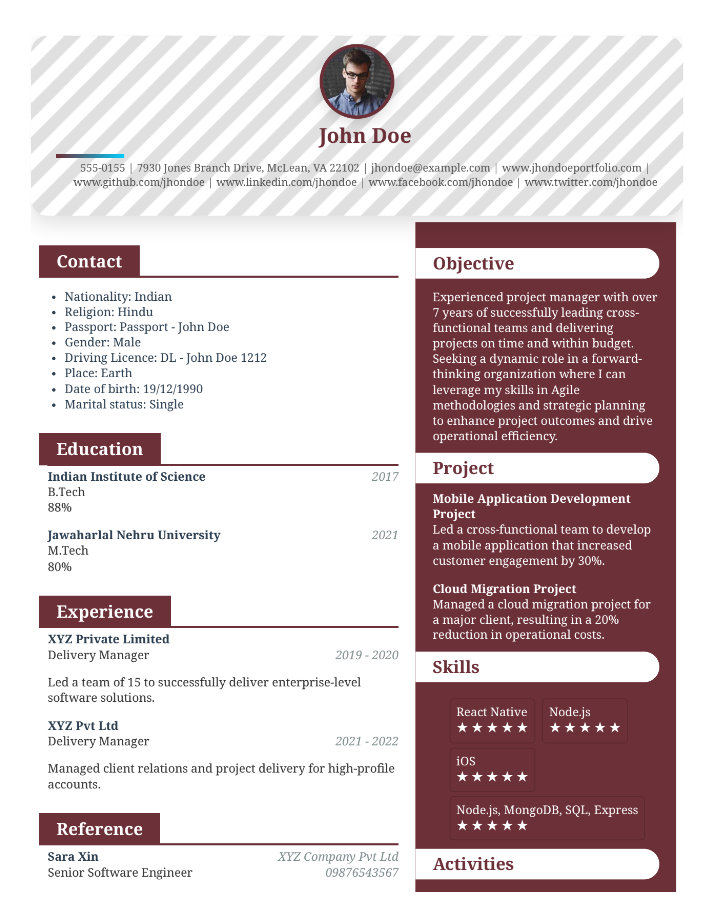 John Doe
555-0155 | 7930 Jones Branch Drive, McLean, VA 22102 | jhondoe@example.com | www.jhondoeportfolio.com |
www.github.com/jhondoe | www.linkedin.com/jhondoe | www.facebook.com/jhondoe | www.twitter.com/jhondoe
Contact
• Nationality: Indian
• Religion: Hindu
• Passport: Passport - John Doe
• Gender: Male
• Driving Licence: DL - John Doe 1212
• Place: Earth
• Date of birth: 19/12/1990
• Marital status: Single
Education
Indian Institute of Science 2017
B.Tech
88%
Jawaharlal Nehru University 2021
M.Tech
80%
Experience
XYZ Private Limited
Delivery Manager 2019 - 2020
Led a team of 15 to successfully deliver enterprise-level
software solutions.
XYZ Pvt Ltd
Delivery Manager 2021 - 2022
Managed client relations and project delivery for high-profile
accounts.
Reference
Sara Xin XYZ Company Pvt Ltd
Senior Software Engineer 09876543567
Objective
Experienced project manager with over
7 years of successfully leading cross-
functional teams and delivering
projects on time and within budget.
Seeking a dynamic role in a forward-
thinking organization where I can
leverage my skills in Agile
methodologies and strategic planning
to enhance project outcomes and drive
operational efficiency.
Project
Mobile Application Development
Project
Led a cross-functional team to develop
a mobile application that increased
customer engagement by 30%.
Cloud Migration Project
Managed a cloud migration project for
a major client, resulting in a 20%
reduction in operational costs.
Skills
React Native Node.js
★★★★★ ★★★★★
iOS
★★★★★
Node.js, MongoDB, SQL, Express
★★★★★
Activities